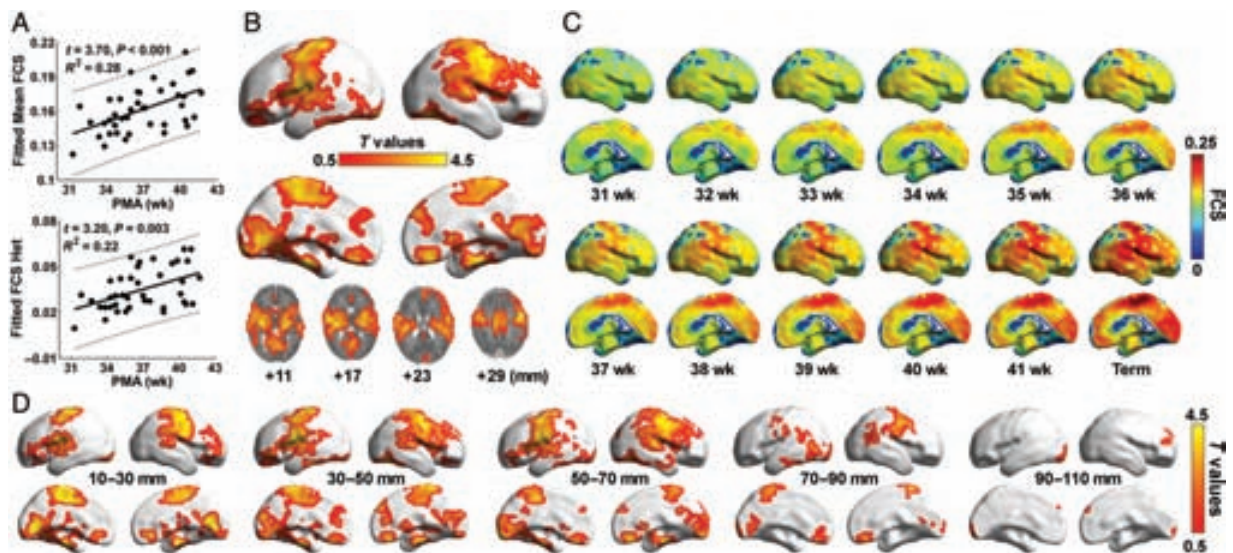 A
Fitted Mean FCS
0.22
0.19
0.16
0.13
0.1
t = 3.70, P < 0.001
R² = 0.28
31 34 37 40 43
PMA (wk)
Fitted FCS Het
0.08
0.05
0.02
−0.01
t = 3.20, P = 0.003
R² = 0.22
31 34 37 40 43
PMA (wk)
B
T values
0.5 4.5
+11 +17 +23 +29 (mm)
C
31 wk 32 wk 33 wk 34 wk 35 wk 36 wk
37 wk 38 wk 39 wk 40 wk 41 wk Term
0.25
FCS
0
D
10–30 mm 30–50 mm 50–70 mm 70–90 mm 90–110 mm
4.5
T values
0.5